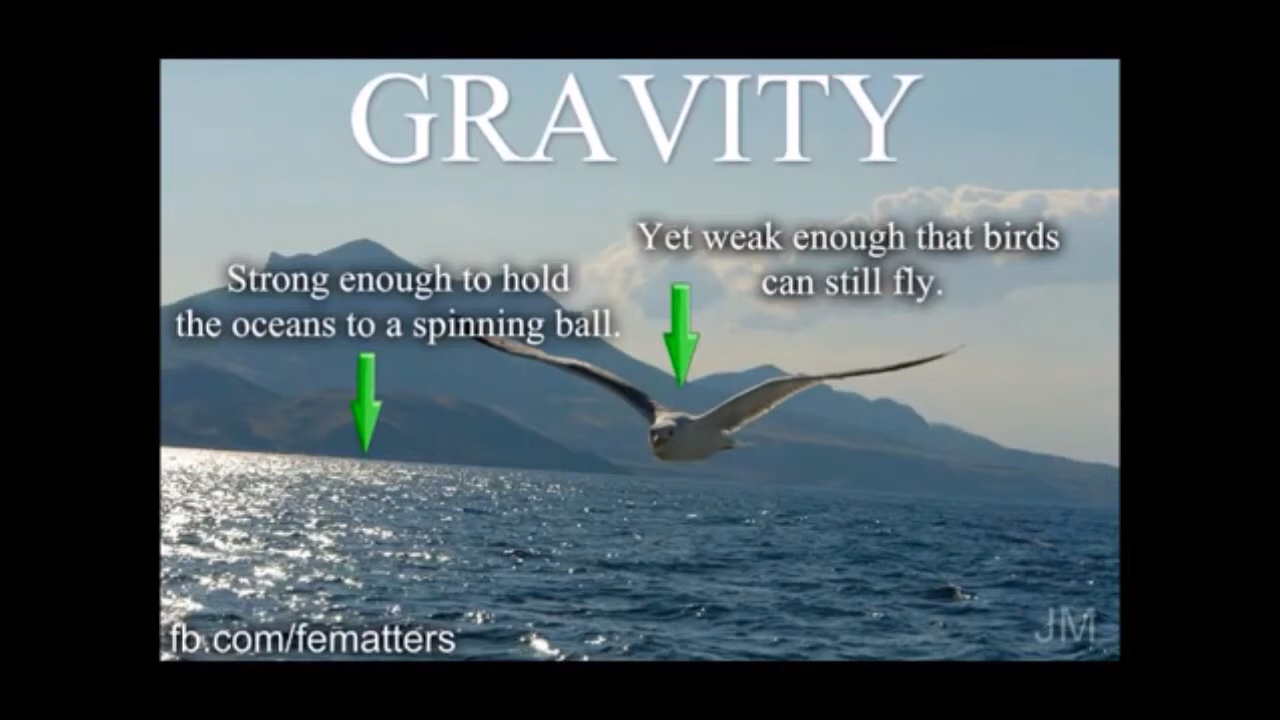 GRAVITY
Strong enough to hold
the oceans to a spinning ball.
Yet weak enough that birds
can still fly.
fb.com/fematters
JM